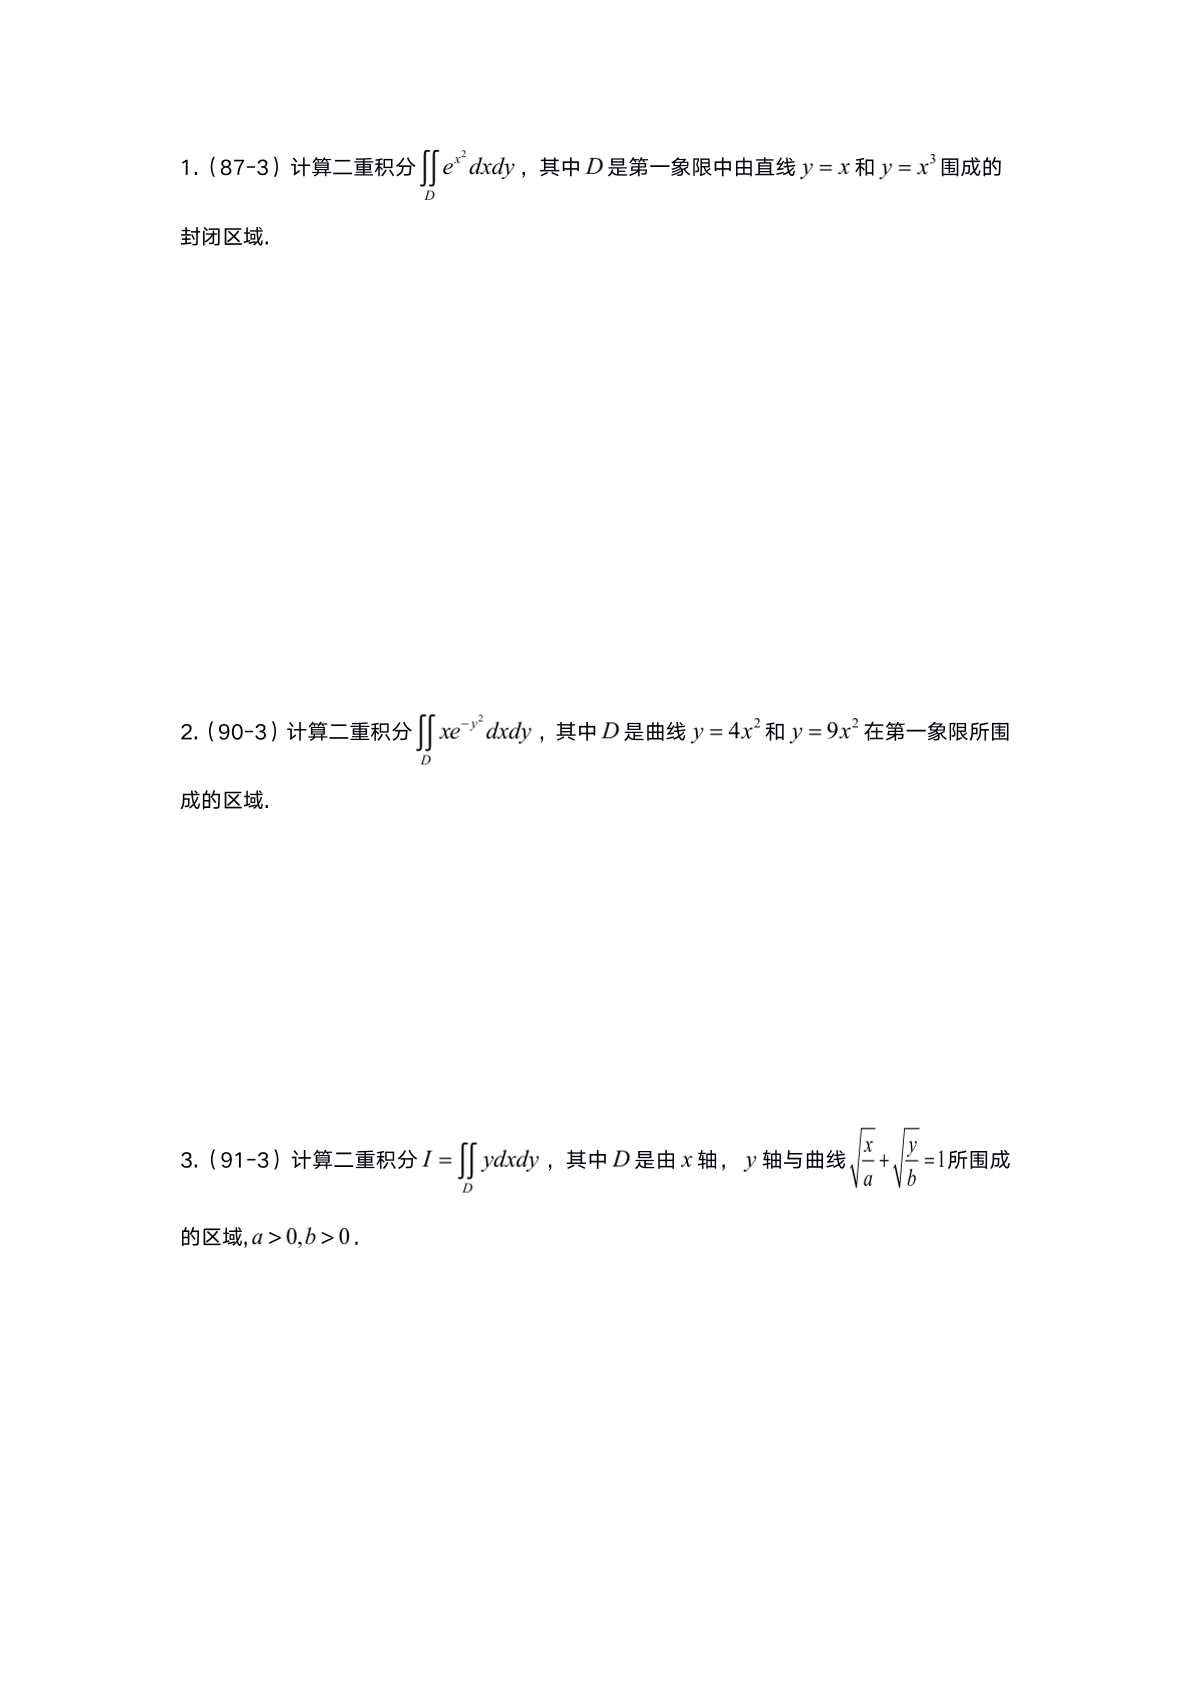 1.（87-3）计算二重积分 $\iint\limits_{D} e^{x^2} dxdy$，其中 $D$ 是第一象限中由直线 $y = x$ 和 $y = x^3$ 围成的
封闭区域.
2.（90-3）计算二重积分 $\iint\limits_{D} xe^{-y^2} dxdy$，其中 $D$ 是曲线 $y = 4x^2$ 和 $y = 9x^2$ 在第一象限所围
成的区域.
3.（91-3）计算二重积分 $I = \iint\limits_{D} ydxdy$，其中 $D$ 是由 $x$ 轴， $y$ 轴与曲线 $\sqrt{\frac{x}{a}} + \sqrt{\frac{y}{b}} = 1$ 所围成
的区域, $a > 0, b > 0$ .